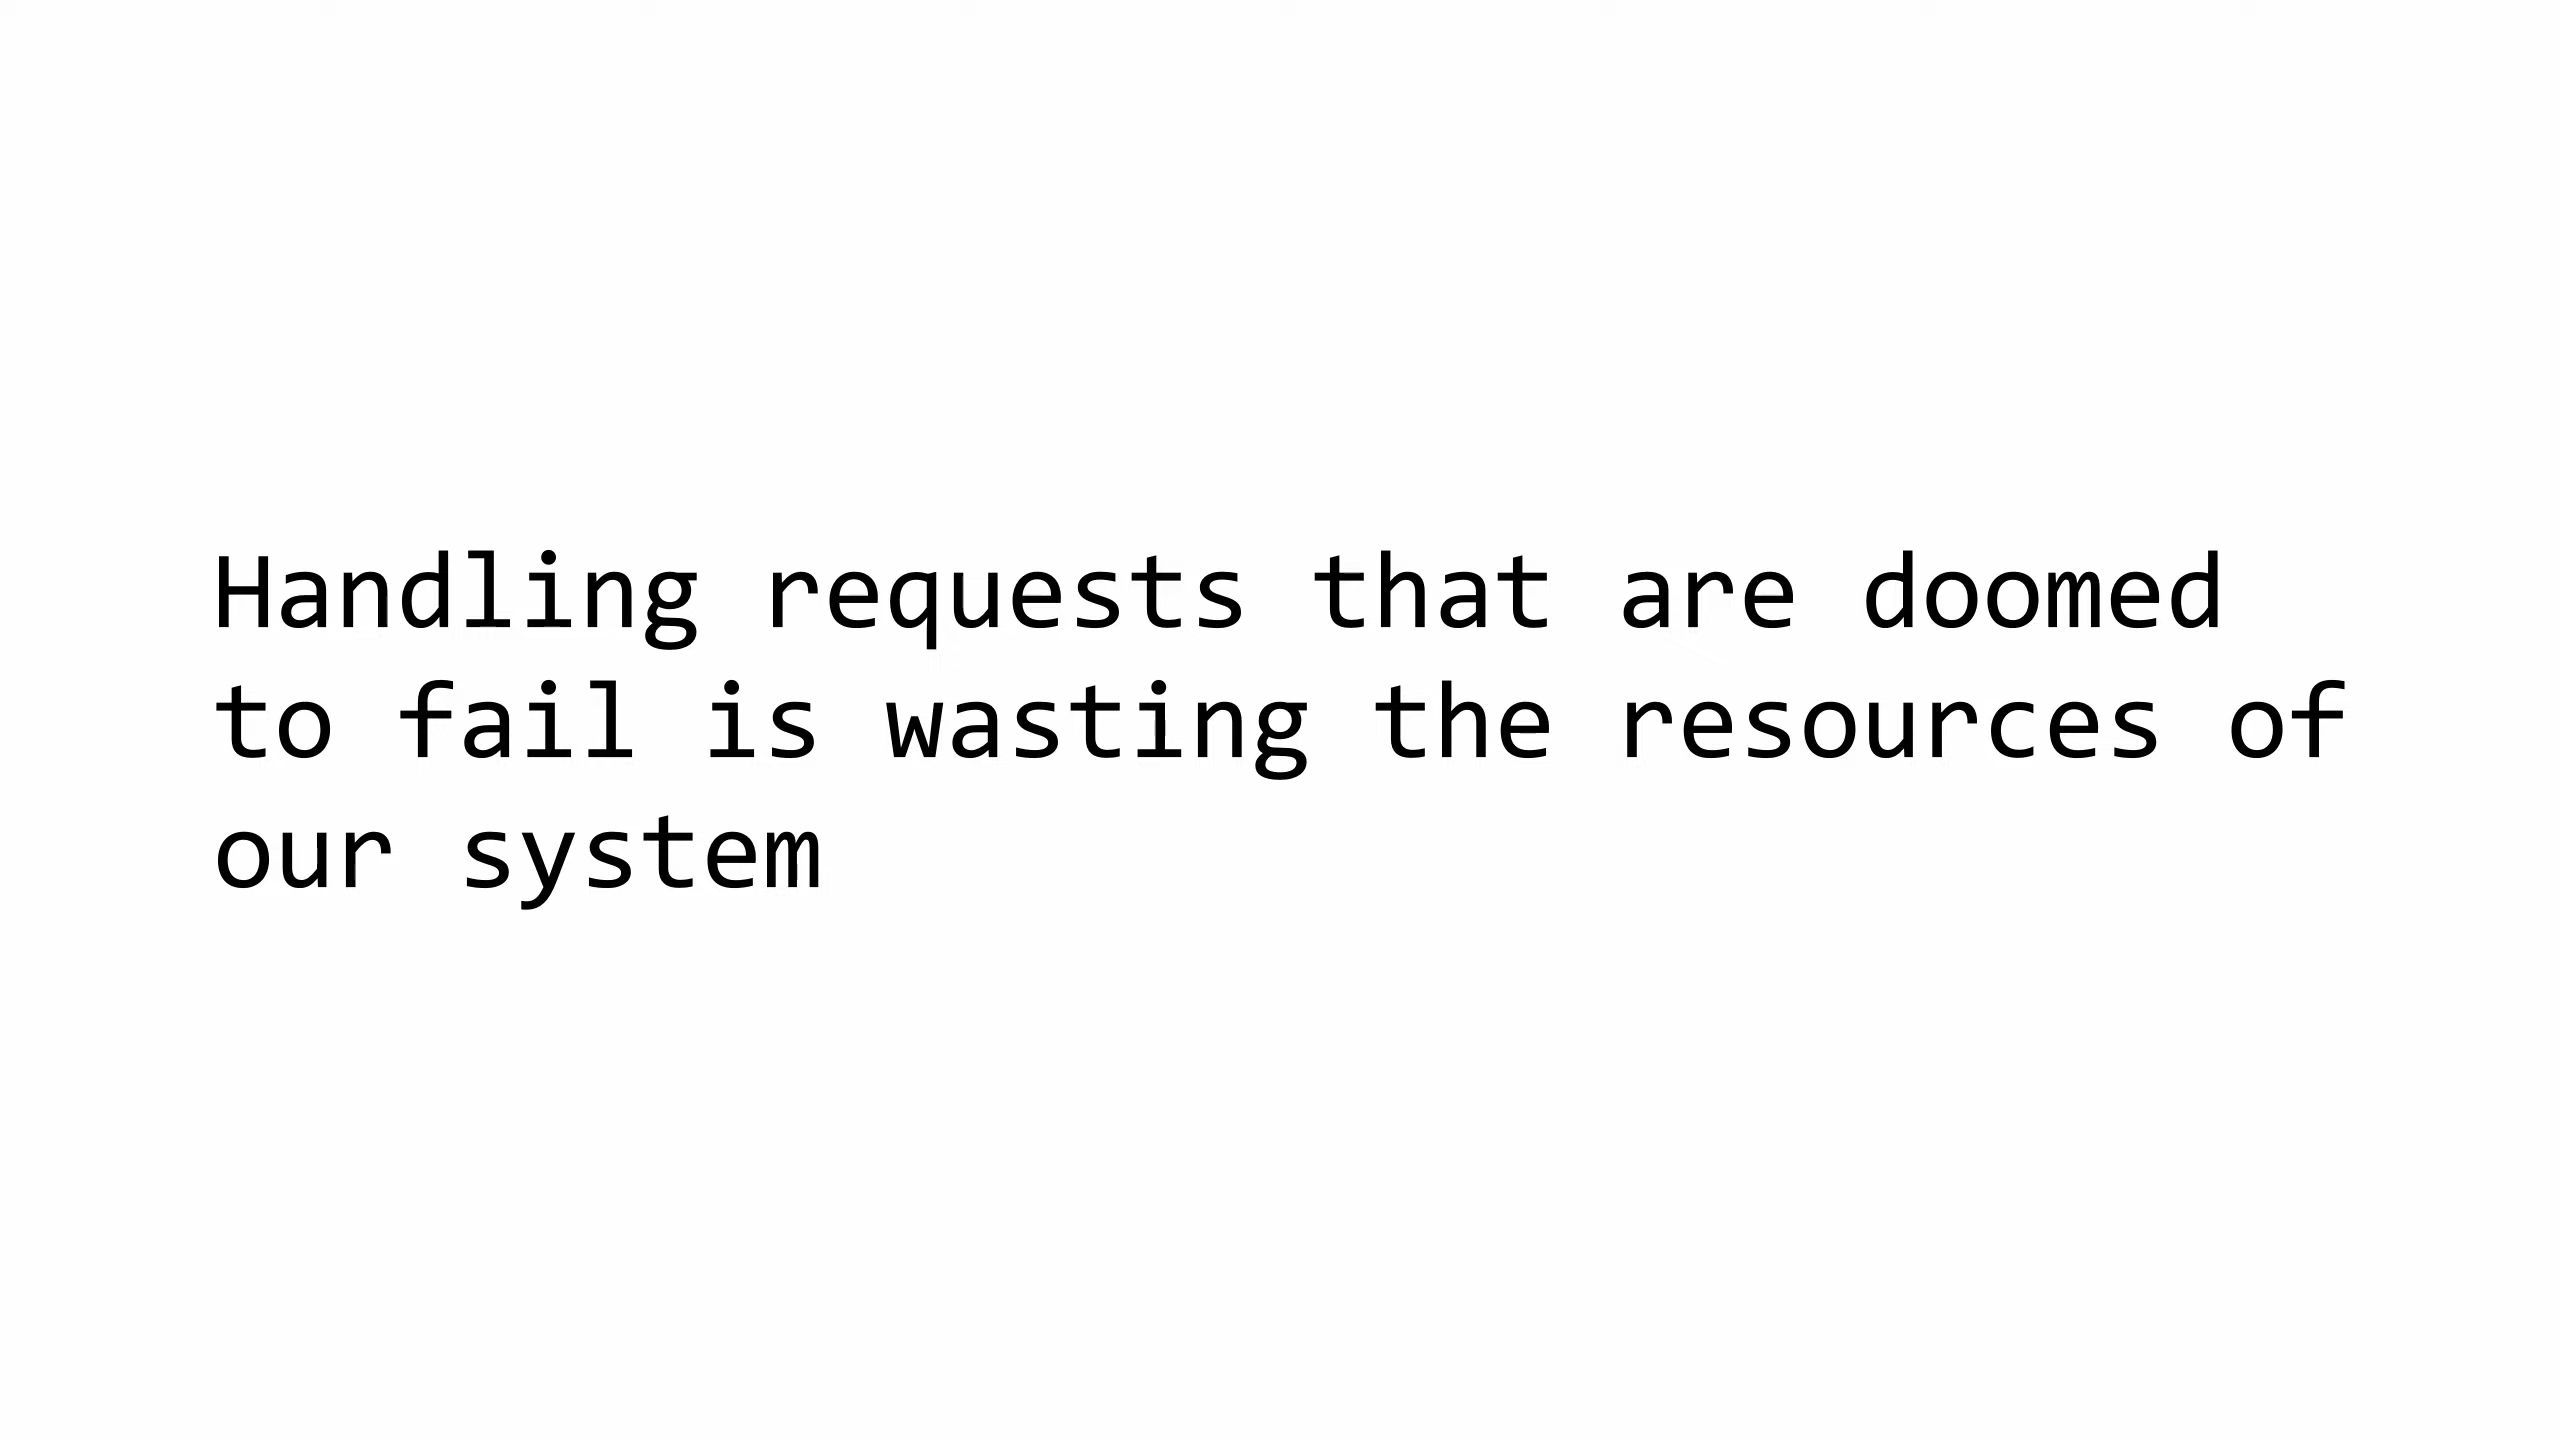 Handling requests that are doomed
to fail is wasting the resources of
our system